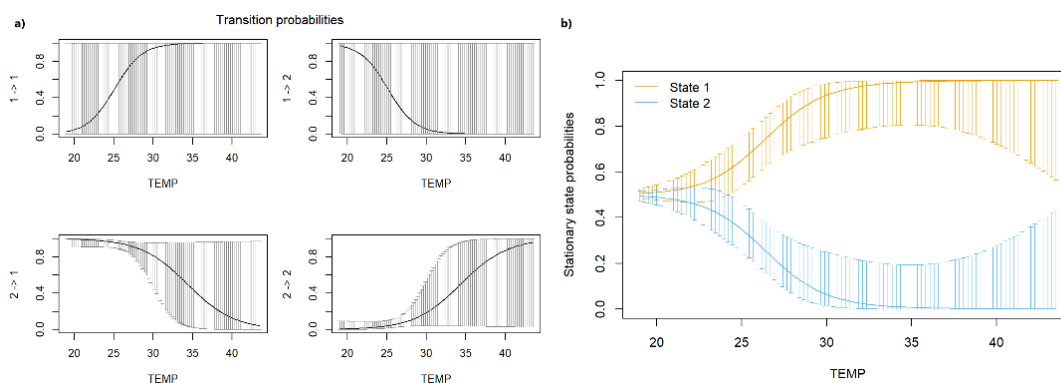 a)
Transition probabilities
1 -> 1
0.0 0.4 0.8
20 25 30 35 40
TEMP
1 -> 2
0.0 0.4 0.8
20 25 30 35 40
TEMP
2 -> 1
0.0 0.4 0.8
20 25 30 35 40
TEMP
2 -> 2
0.0 0.4 0.8
20 25 30 35 40
TEMP
b)
State 1
State 2
Stationary state probabilities
1.0
0.8
0.6
0.4
0.2
0.0
20 25 30 35 40
TEMP